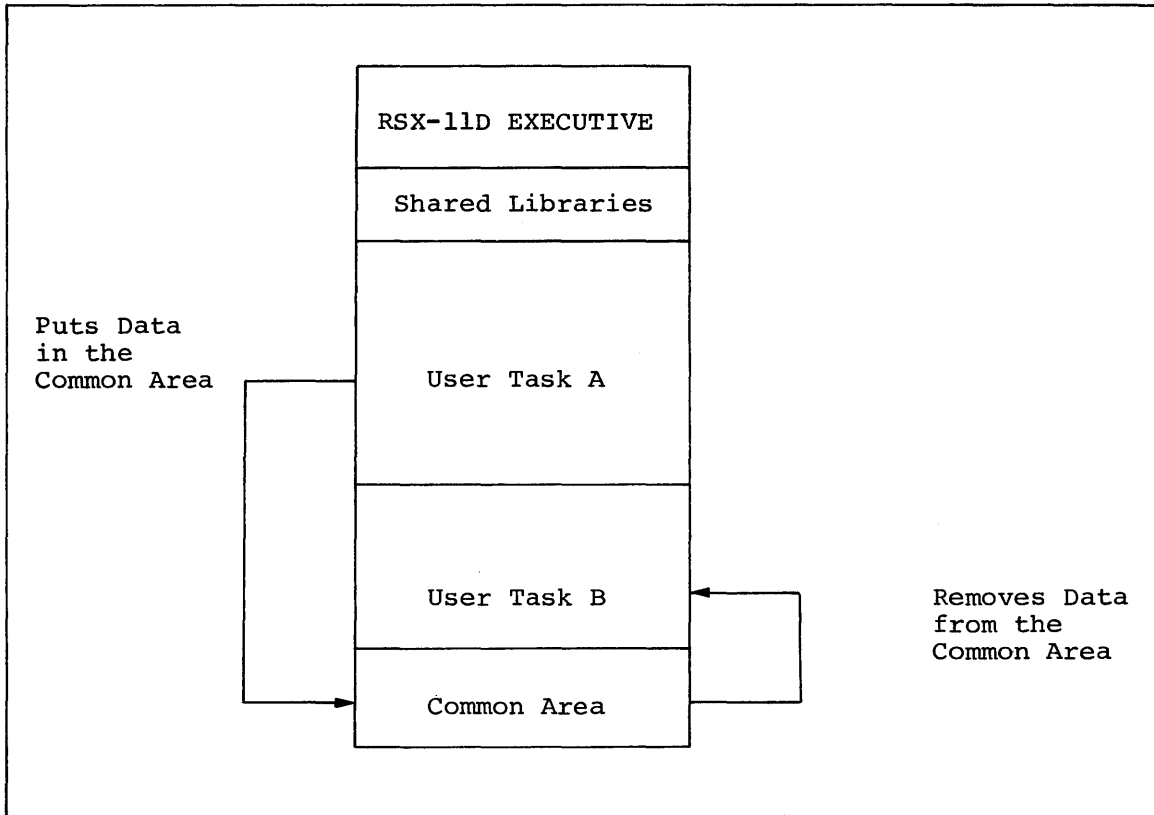 RSX-11D EXECUTIVE
Shared Libraries
Puts Data
in the
Common Area
User Task A
User Task B
Removes Data
from the
Common Area
Common Area